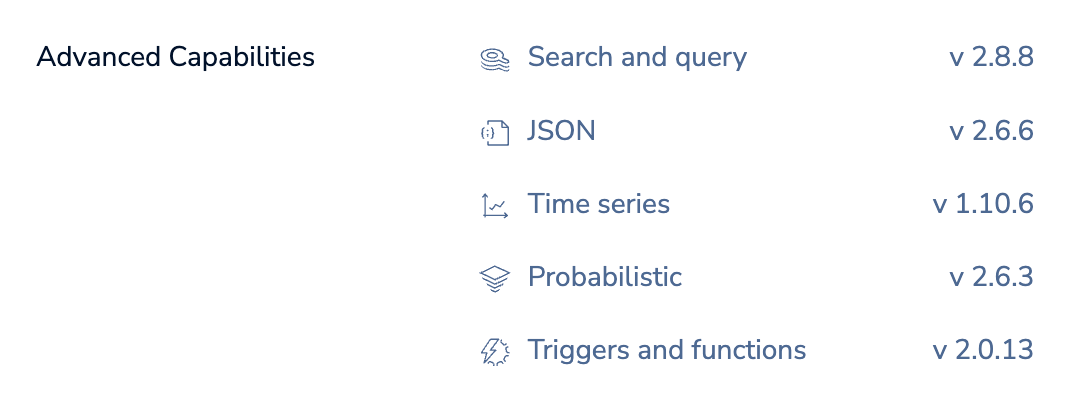 Advanced Capabilities
Search and query v 2.8.8
JSON v 2.6.6
Time series v 1.10.6
Probabilistic v 2.6.3
Triggers and functions v 2.0.13